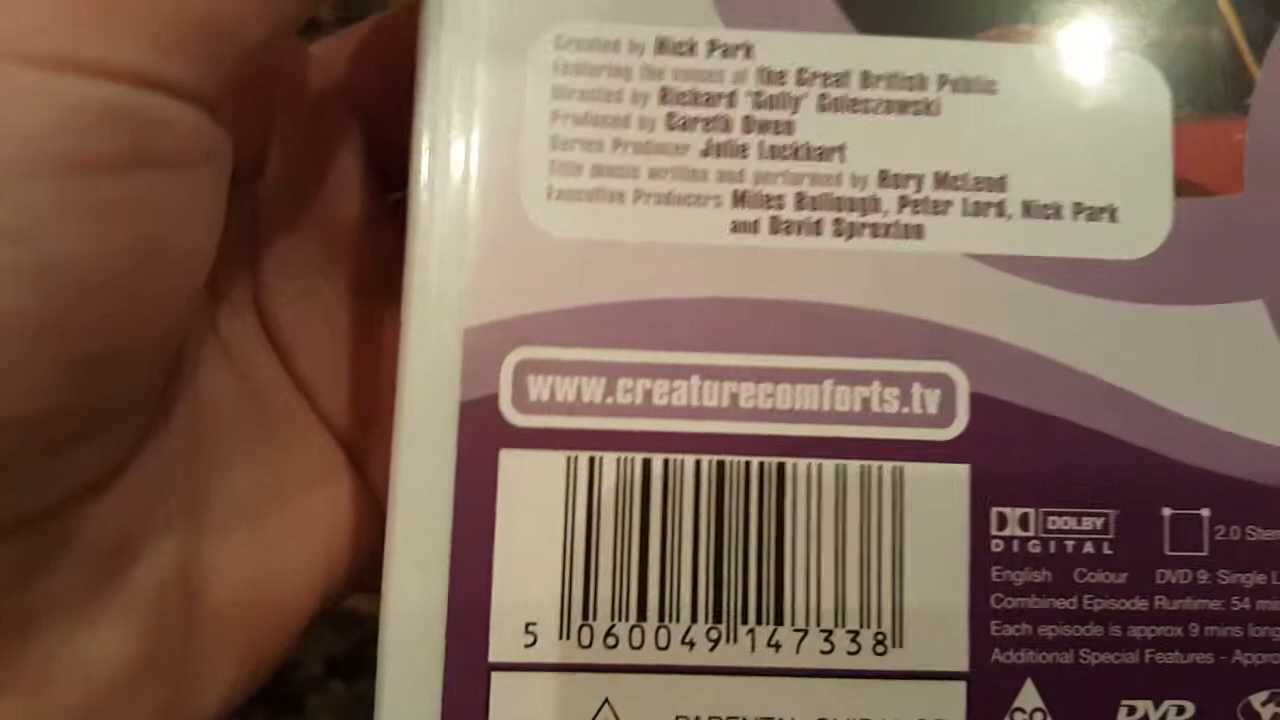 Created by Nick Park
Featuring the voices of The Great British Public
Directed by Richard 'Golly' Goleszowski
Produced by Gareth Owen
Series Producer Julie Lockhart
Title music written and performed by Rory McLeod
Executive Producers Miles Bullough, Peter Lord, Nick Park
and David Sproxton
www.creaturecomforts.tv
5 060049 147338
DOLBY
DIGITAL
2.0
English Colour DVD 9: Single
Combined Episode Runtime: 54
Each episode is approx 9 mins long
Additional Special Features -
DVD